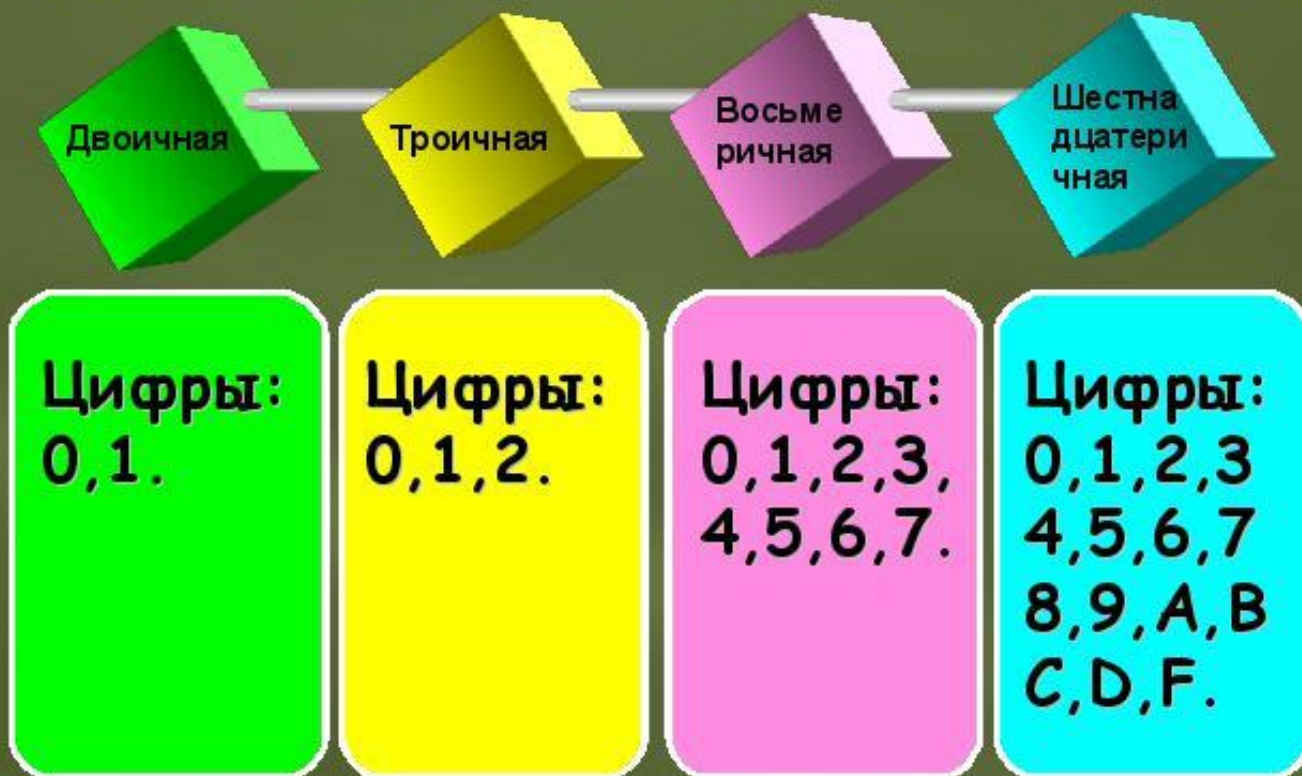 Двоичная
Троичная
Восьме
ричная
Шестна
дцатери
чная
Цифры:
0,1.
Цифры:
0,1,2.
Цифры:
0,1,2,3,
4,5,6,7.
Цифры:
0,1,2,3
4,5,6,7
8,9,A,B
C,D,F.